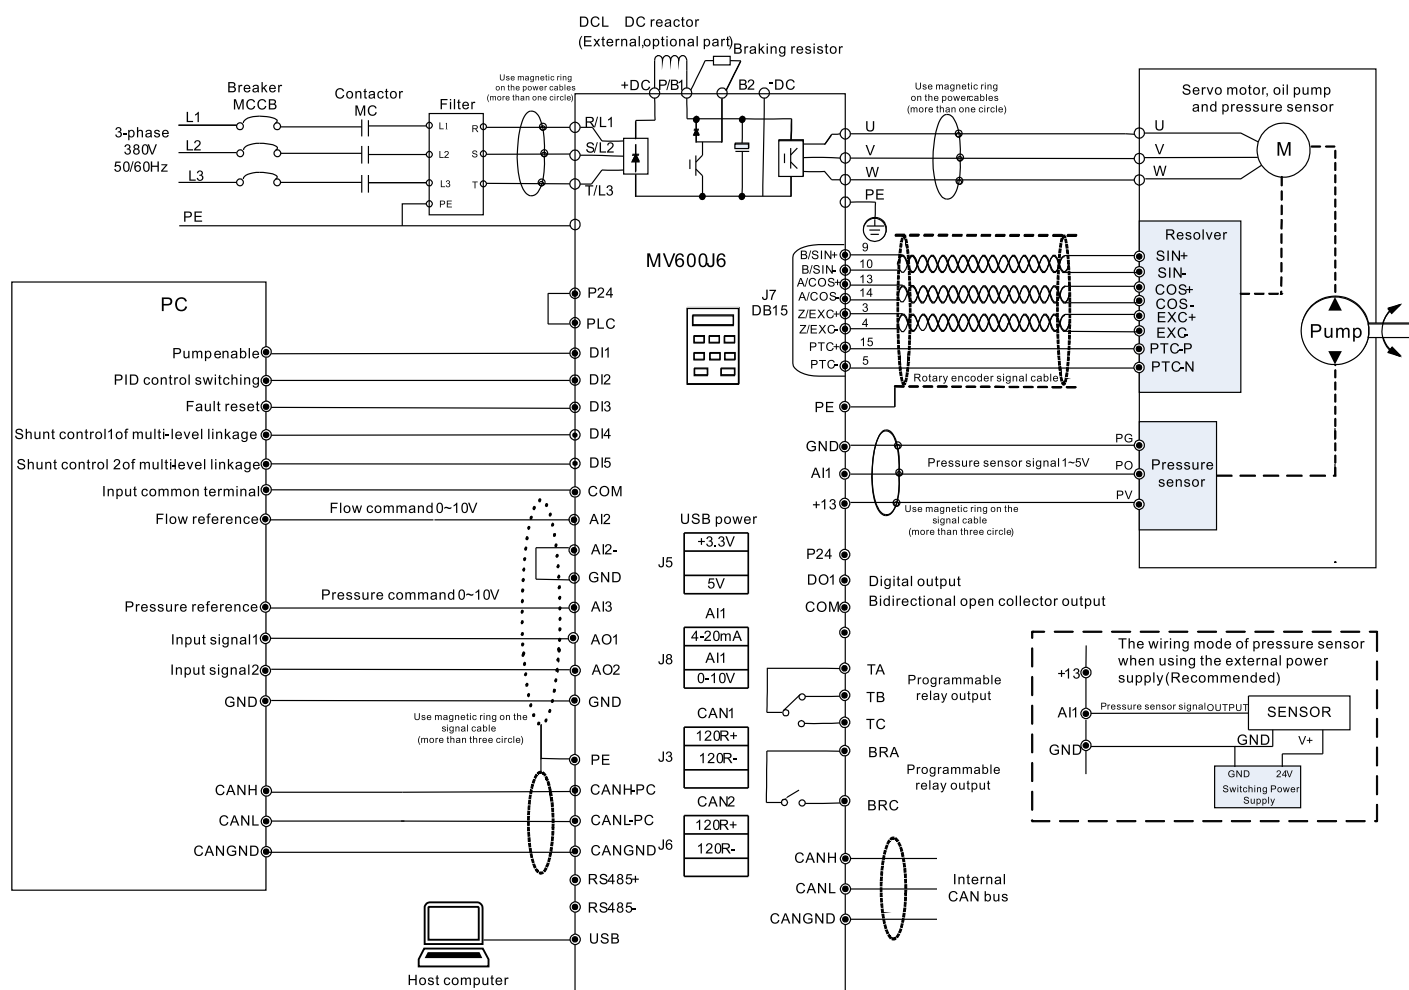 DCL DC reactor
(External,optional part)
Braking resistor
+DC
P/B1
B2
-DC
Breaker
MCCB
Contactor
MC
Filter
Use magnetic ring
on the power cables
(more than one circle)
3-phase
380V
50/60Hz
L1
L2
L3
PE
L1
L2
L3
PE
R
S
T
R/L1
S/L2
T/L3
U
V
W
PE
Use magnetic ring
on the powercables
(more than one circle)
Servo motor, oil pump
and pressure sensor
U
V
W
M
MV600J6
J7
DB15
B/SIN+
B/SIN-
A/COS+
A/COS-
Z/EXC+
Z/EXC-
PTC+
PTC-
9
10
13
14
3
4
15
5
Rotary encoder signal cable
Resolver
SIN+
SIN-
COS+
COS-
EXC+
EXC-
PTC-P
PTC-N
Pump
PE
GND
AI1
+13
Pressure sensor signal 1~5V
Use magnetic ring on the
signal cable
(more than three circle)
PG
PO
PV
Pressure
sensor
PC
Pump enable
PID control switching
Fault reset
Shunt control1of multi-level linkage
Shunt control 2of multi-level linkage
Input common terminal
Flow reference
Pressure reference
Input signal1
Input signal2
GND
CANH
CANL
CANGND
Flow command 0~10V
Pressure command 0~10V
Use magnetic ring on the
signal cable
(more than three circle)
P24
PLC
DI1
DI2
DI3
DI4
DI5
COM
AI2
AI2-
GND
AI3
AO1
AO2
GND
PE
CANH-PC
CANL-PC
CANGND
RS485+
RS485-
USB
Host computer
USB power
J5
+3.3V
5V
AI1
J8
4-20mA
AI1
0-10V
CAN1
J3
120R+
120R-
CAN2
J6
120R+
120R-
P24
DO1
COM
Digital output
Bidirectional open collector output
TA
TB
TC
Programmable
relay output
BRA
BRC
Programmable
relay output
CANH
CANL
CANGND
Internal
CAN bus
The wiring mode of pressure sensor
when using the external power
supply(Recommended)
+13
AI1
GND
Pressure sensor signal OUTPUT
SENSOR
GND
V+
GND 24V
Switching Power
Supply